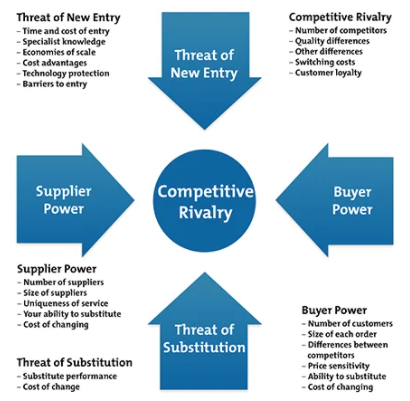 Threat of New Entry
– Time and cost of entry
– Specialist knowledge
– Economies of scale
– Cost advantages
– Technology protection
– Barriers to entry
Threat of
New Entry
Competitive Rivalry
– Number of competitors
– Quality differences
– Other differences
– Switching costs
– Customer loyalty
Supplier
Power
Competitive
Rivalry
Buyer
Power
Supplier Power
– Number of suppliers
– Size of suppliers
– Uniqueness of service
– Your ability to substitute
– Cost of changing
Threat of
Substitution
Buyer Power
– Number of customers
– Size of each order
– Differences between
competitors
– Price sensitivity
– Ability to substitute
– Cost of changing
Threat of Substitution
– Substitute performance
– Cost of change